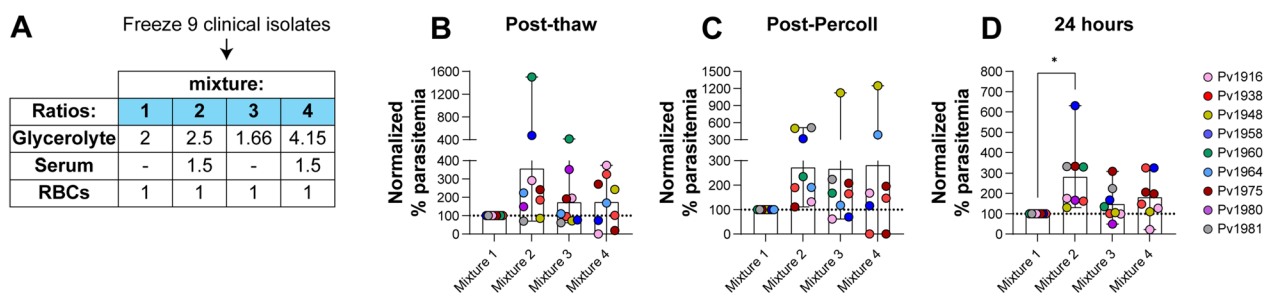 A
Freeze 9 clinical isolates
mixture:
Ratios: 1 2 3 4
Glycerolyte 2 2.5 1.66 4.15
Serum - 1.5 - 1.5
RBCs 1 1 1 1
B
Post-thaw
Normalized
% parasitemia
1600
1200
800
400
400
300
200
100
0
Mixture 1
Mixture 2
Mixture 3
Mixture 4
C
Post-Percoll
Normalized
% parasitemia
1500
1200
900
600
300
300
200
100
0
Mixture 1
Mixture 2
Mixture 3
Mixture 4
D
24 hours
Normalized
% parasitemia
800
700
600
500
400
300
200
100
0
*
Mixture 1
Mixture 2
Mixture 3
Mixture 4
Pv1916
Pv1938
Pv1948
Pv1958
Pv1960
Pv1964
Pv1975
Pv1980
Pv1981